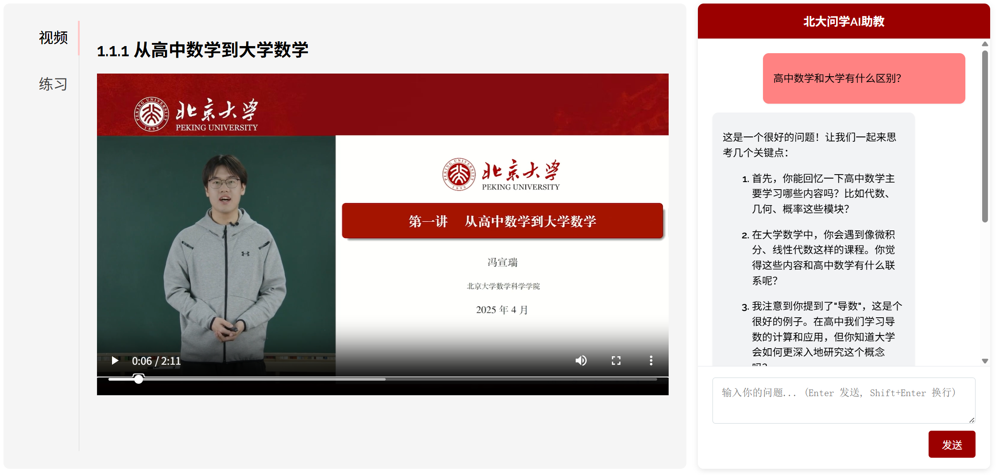 视频
练习
1.1.1 从高中数学到大学数学
北京大学
PEKING UNIVERSITY
PEKING UNIVERSITY
1898
北京大学
PEKING UNIVERSITY
PEKING UNIVERSITY
1898
第一讲 从高中数学到大学数学
冯宣瑞
北京大学数学科学学院
2025 年 4 月
0:06 / 2:11
北大问学AI助教
高中数学和大学有什么区别？
这是一个很好的问题！让我们一起来思
考几个关键点：
1. 首先，你能回忆一下高中数学主
要学习哪些内容吗？比如代数、
几何、概率这些模块？
2. 在大学数学中，你会遇到像微积
分、线性代数这样的课程。你觉
得这些内容和高中数学有什么联
系呢？
3. 我注意到你提到了"导数"，这是个
很好的例子。在高中我们学习导
数的计算和应用，但你知道大学
会如何更深入地研究这个概念
吗？
输入你的问题... (Enter 发送, Shift+Enter 换行)
发送